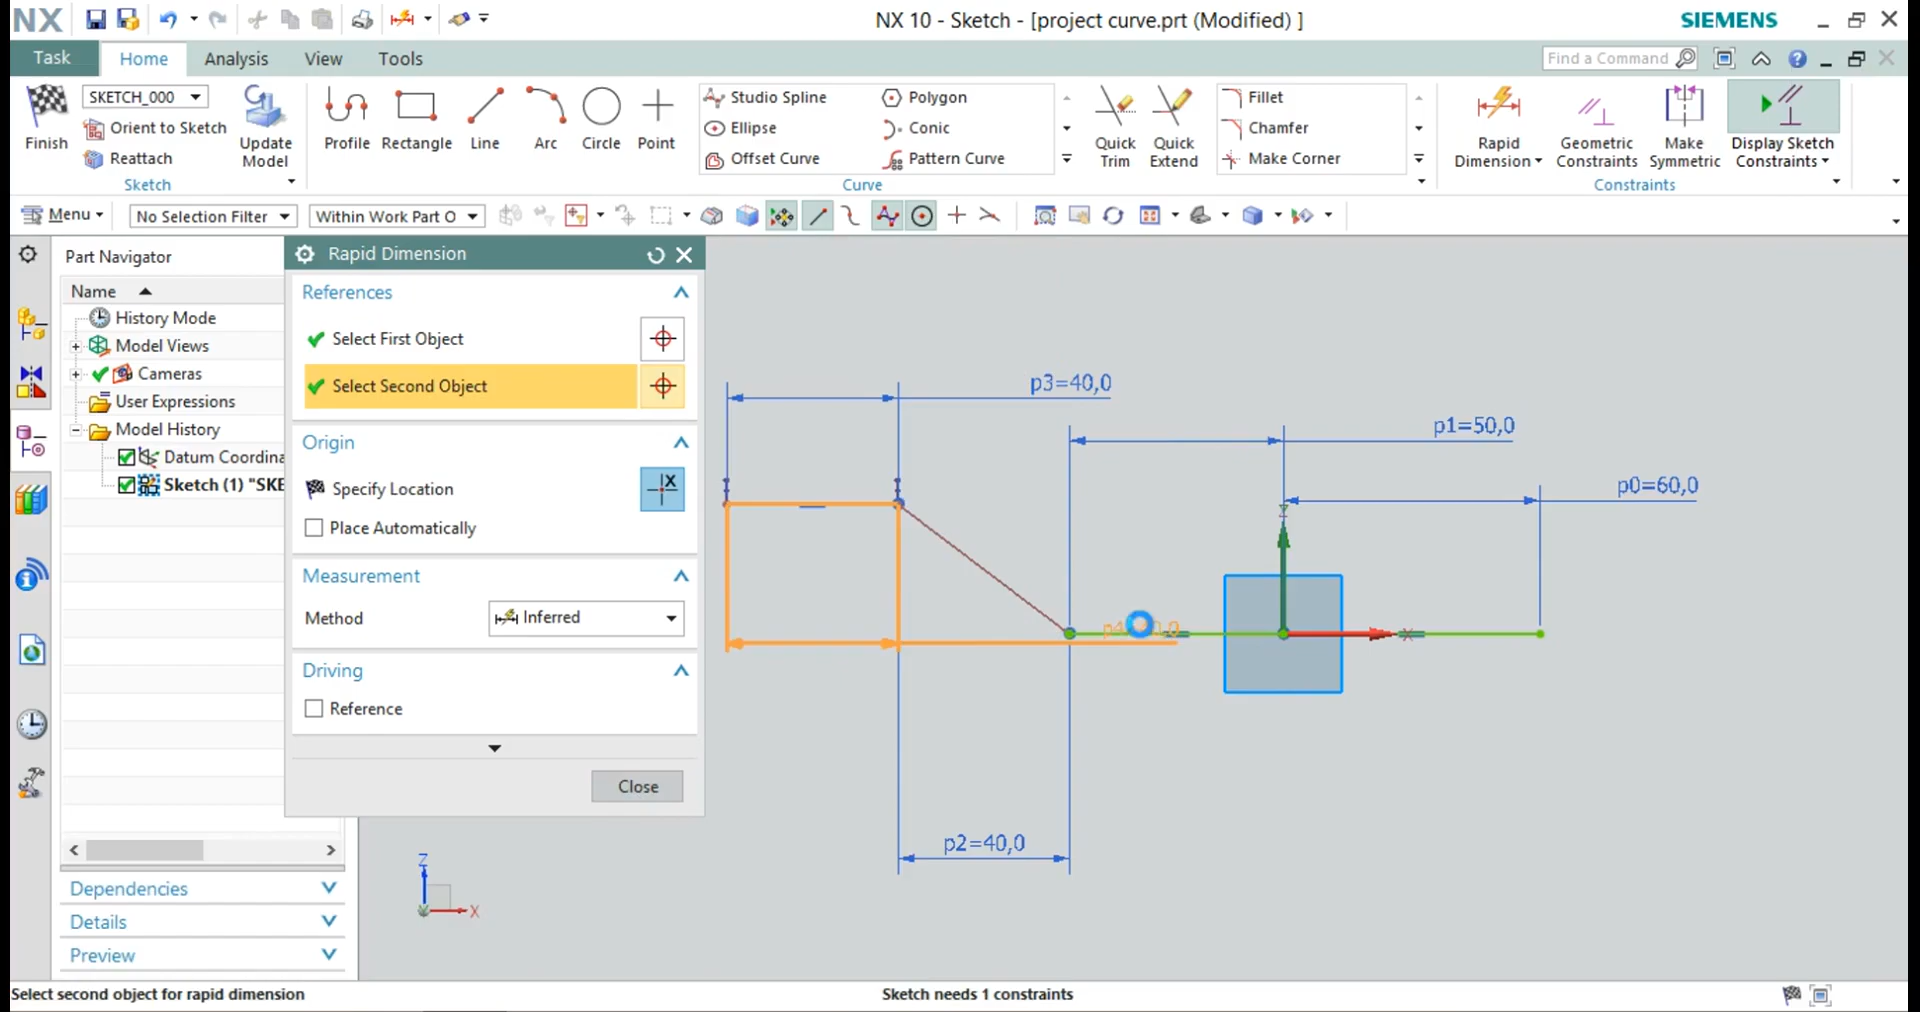 NX
NX 10 - Sketch - [project curve.prt (Modified) ]
SIEMENS
Task
Home
Analysis
View
Tools
Find a Command
Finish
SKETCH_000
Orient to Sketch
Reattach
Update Model
Sketch
Profile
Rectangle
Line
Arc
Circle
Point
Studio Spline
Ellipse
Offset Curve
Polygon
Conic
Pattern Curve
Curve
Quick Trim
Quick Extend
Fillet
Chamfer
Make Corner
Rapid Dimension
Geometric Constraints
Make Symmetric
Display Sketch Constraints
Constraints
Menu
No Selection Filter
Within Work Part O
Part Navigator
Name
History Mode
Model Views
Cameras
User Expressions
Model History
Datum Coordina
Sketch (1) "SKE
Dependencies
Details
Preview
Rapid Dimension
References
Select First Object
Select Second Object
Origin
Specify Location
Place Automatically
Measurement
Method
Inferred
Driving
Reference
Close
p3=40,0
p1=50,0
p0=60,0
p2=40,0
Y
X
Z
X
Select second object for rapid dimension
Sketch needs 1 constraints